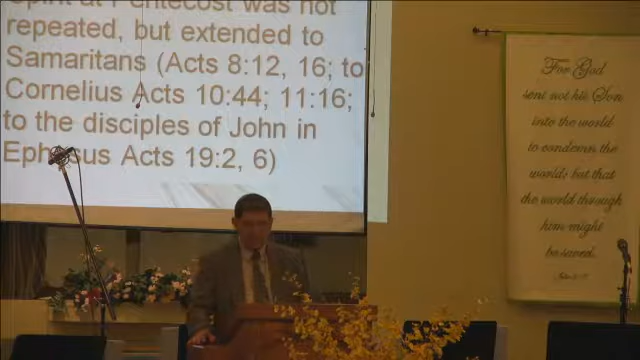 Spirit at Pentecost was not
repeated, but extended to
Samaritans (Acts 8:12, 16; to
Cornelius Acts 10:44; 11:16;
to the disciples of John in
Ephesus Acts 19:2, 6)
For God
sent not his Son
into the world
to condemn the
world; but that
the world through
him might
be saved.